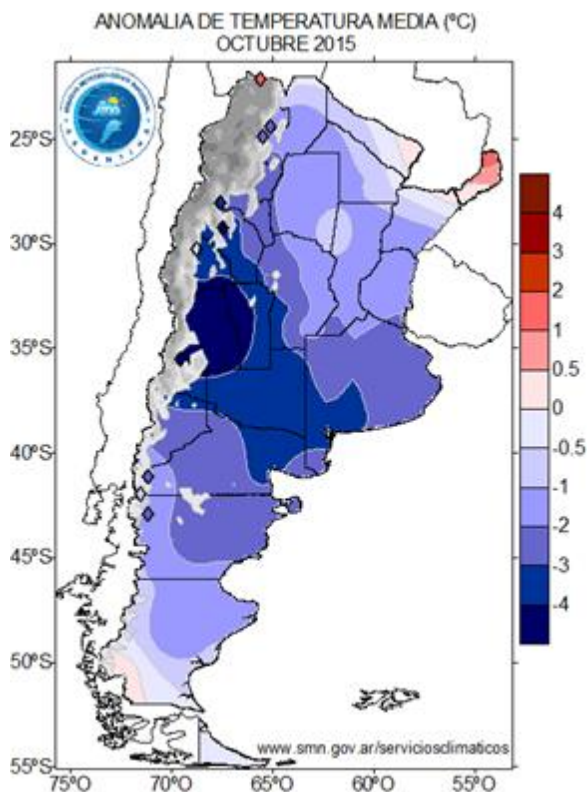 ANOMALIA DE TEMPERATURA MEDIA (ºC)
OCTUBRE 2015
25ºS
30ºS
35ºS
40ºS
45ºS
50ºS
55ºS
75ºO 70ºO 65ºO 60ºO 55ºO
4
3
2
1
0.5
0
-0.5
-1
-2
-3
-4
www.smn.gov.ar/serviciosclimaticos
smn